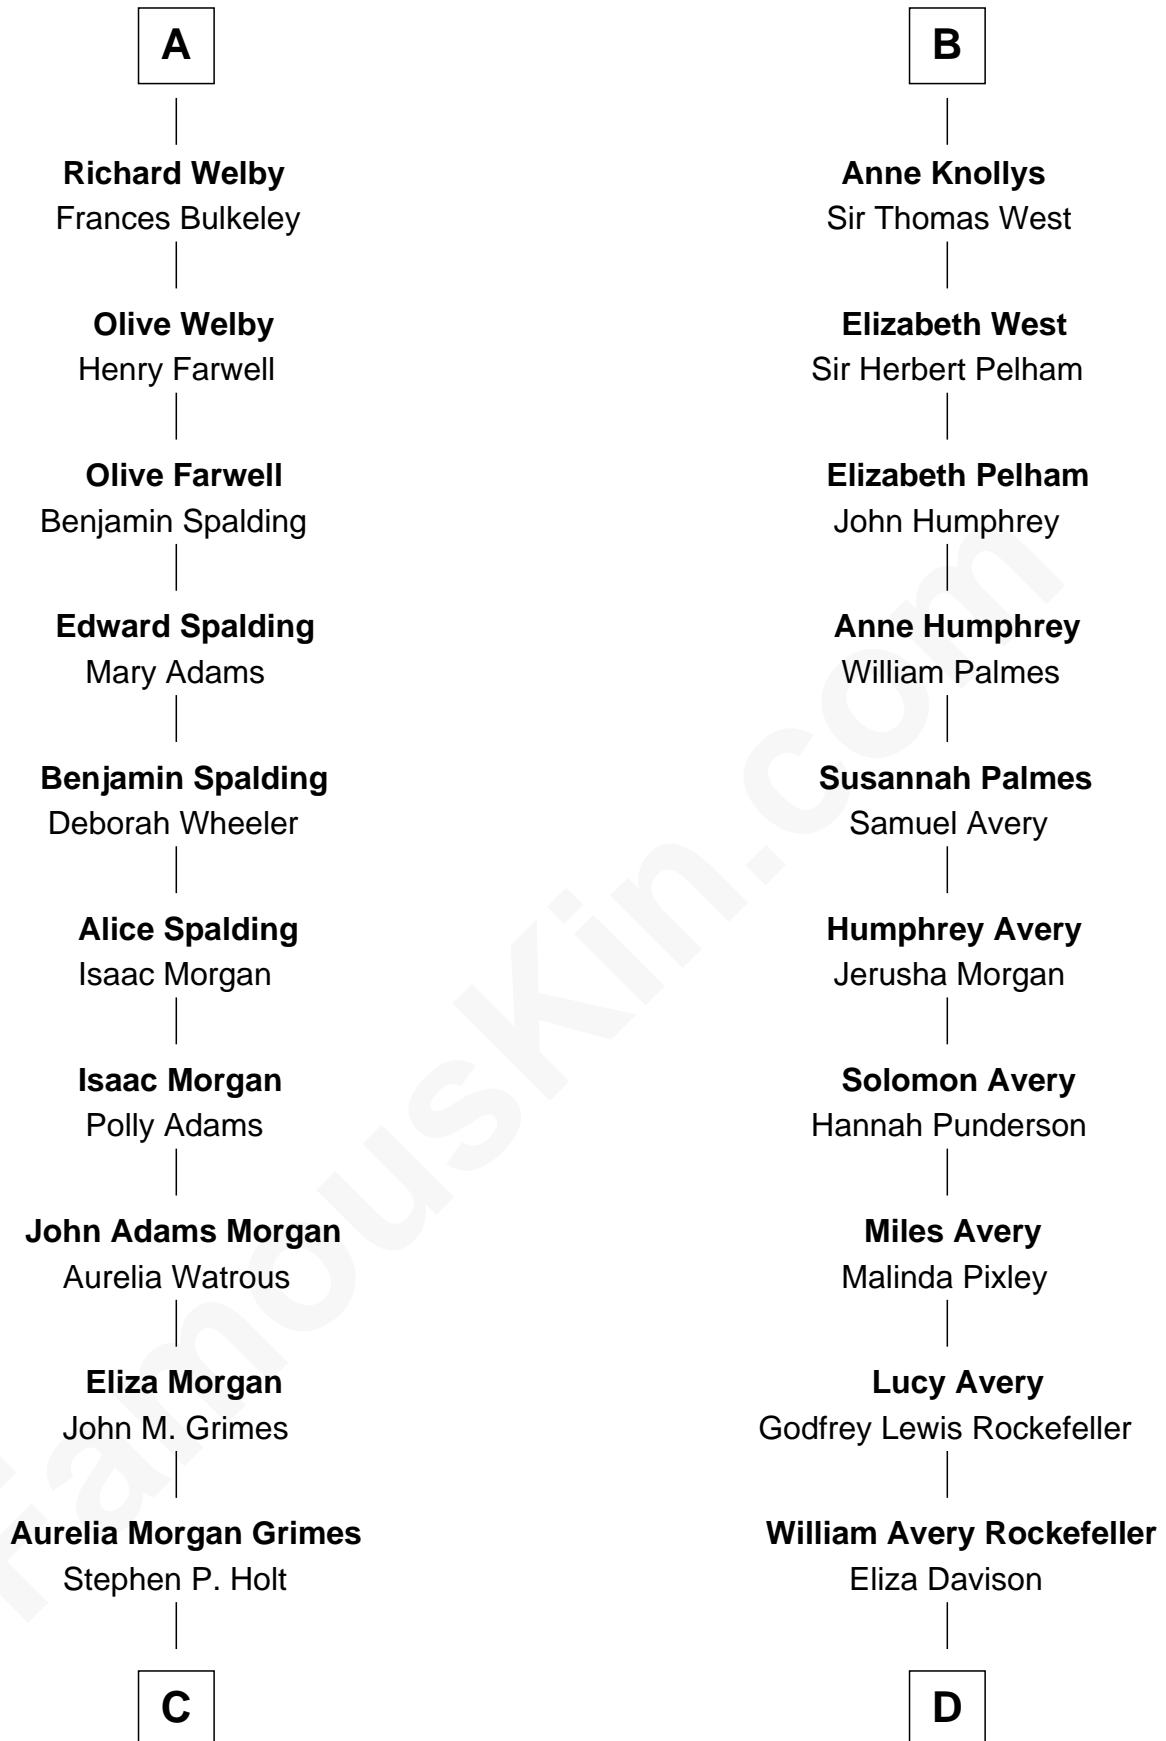 A
Richard Welby
Frances Bulkeley
Olive Welby
Henry Farwell
Olive Farwell
Benjamin Spalding
Edward Spalding
Mary Adams
Benjamin Spalding
Deborah Wheeler
Alice Spalding
Isaac Morgan
Isaac Morgan
Polly Adams
John Adams Morgan
Aurelia Watrous
Eliza Morgan
John M. Grimes
Aurelia Morgan Grimes
Stephen P. Holt
C
B
Anne Knollys
Sir Thomas West
Elizabeth West
Sir Herbert Pelham
Elizabeth Pelham
John Humphrey
Anne Humphrey
William Palmes
Susannah Palmes
Samuel Avery
Humphrey Avery
Jerusha Morgan
Solomon Avery
Hannah Punderson
Miles Avery
Malinda Pixley
Lucy Avery
Godfrey Lewis Rockefeller
William Avery Rockefeller
Eliza Davison
D
FamousKin.com